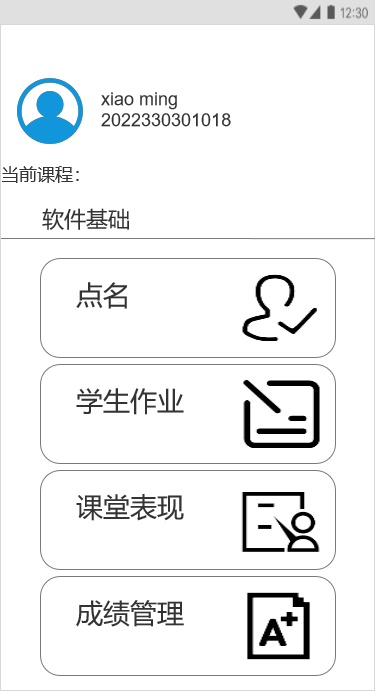 12:30
xiao ming
2022330301018
当前课程：
软件基础
点名
学生作业
课堂表现
成绩管理
A+